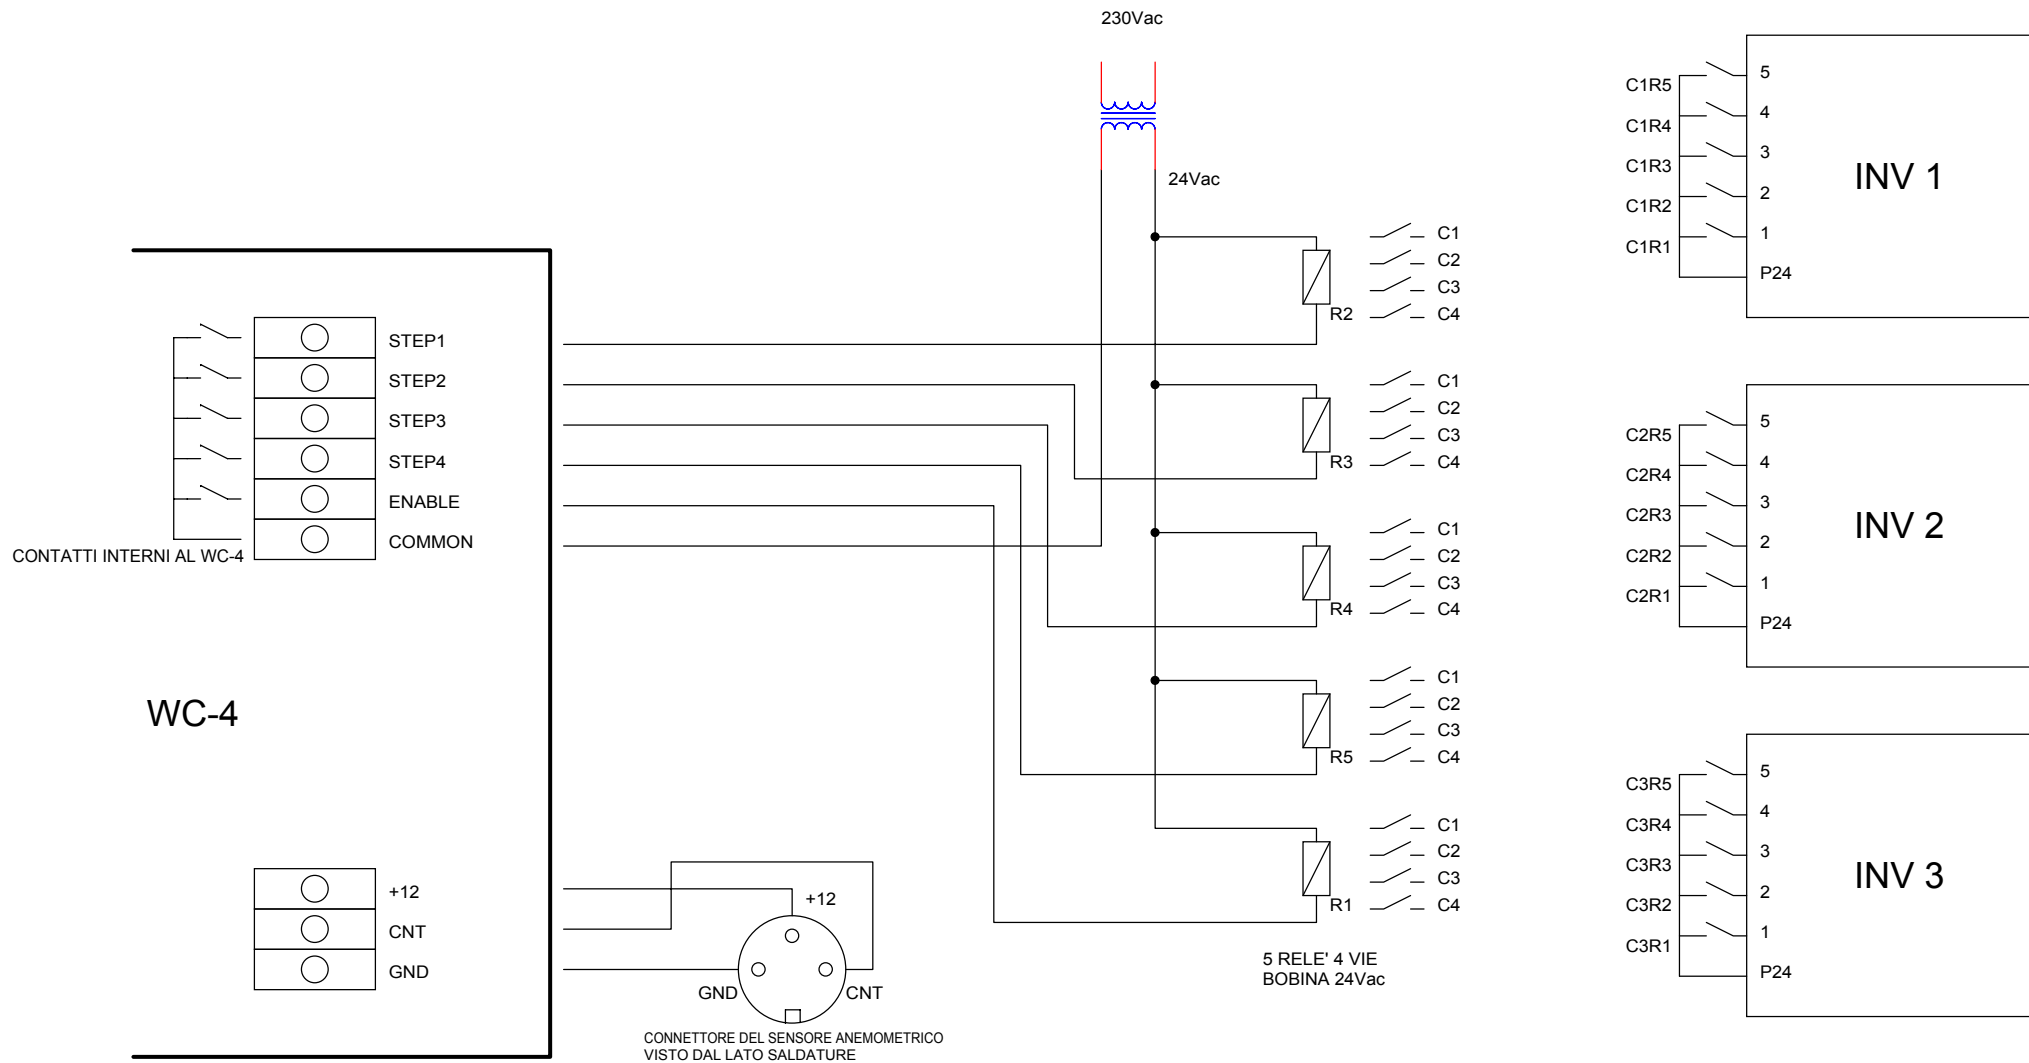 230Vac
24Vac
STEP1
STEP2
STEP3
STEP4
ENABLE
COMMON
CONTATTI INTERNI AL WC-4
WC-4
+12
CNT
GND
+12
GND
CNT
CONNETTORE DEL SENSORE ANEMOMETRICO
VISTO DAL LATO SALDATURE
C1
C2
C3
R2 C4
C1
C2
C3
R3 C4
C1
C2
C3
R4 C4
C1
C2
C3
R5 C4
C1
C2
C3
R1 C4
5 RELE' 4 VIE
BOBINA 24Vac
C1R5 5
C1R4 4
C1R3 3
C1R2 2
C1R1 1
P24
INV 1
C2R5 5
C2R4 4
C2R3 3
C2R2 2
C2R1 1
P24
INV 2
C3R5 5
C3R4 4
C3R3 3
C3R2 2
C3R1 1
P24
INV 3